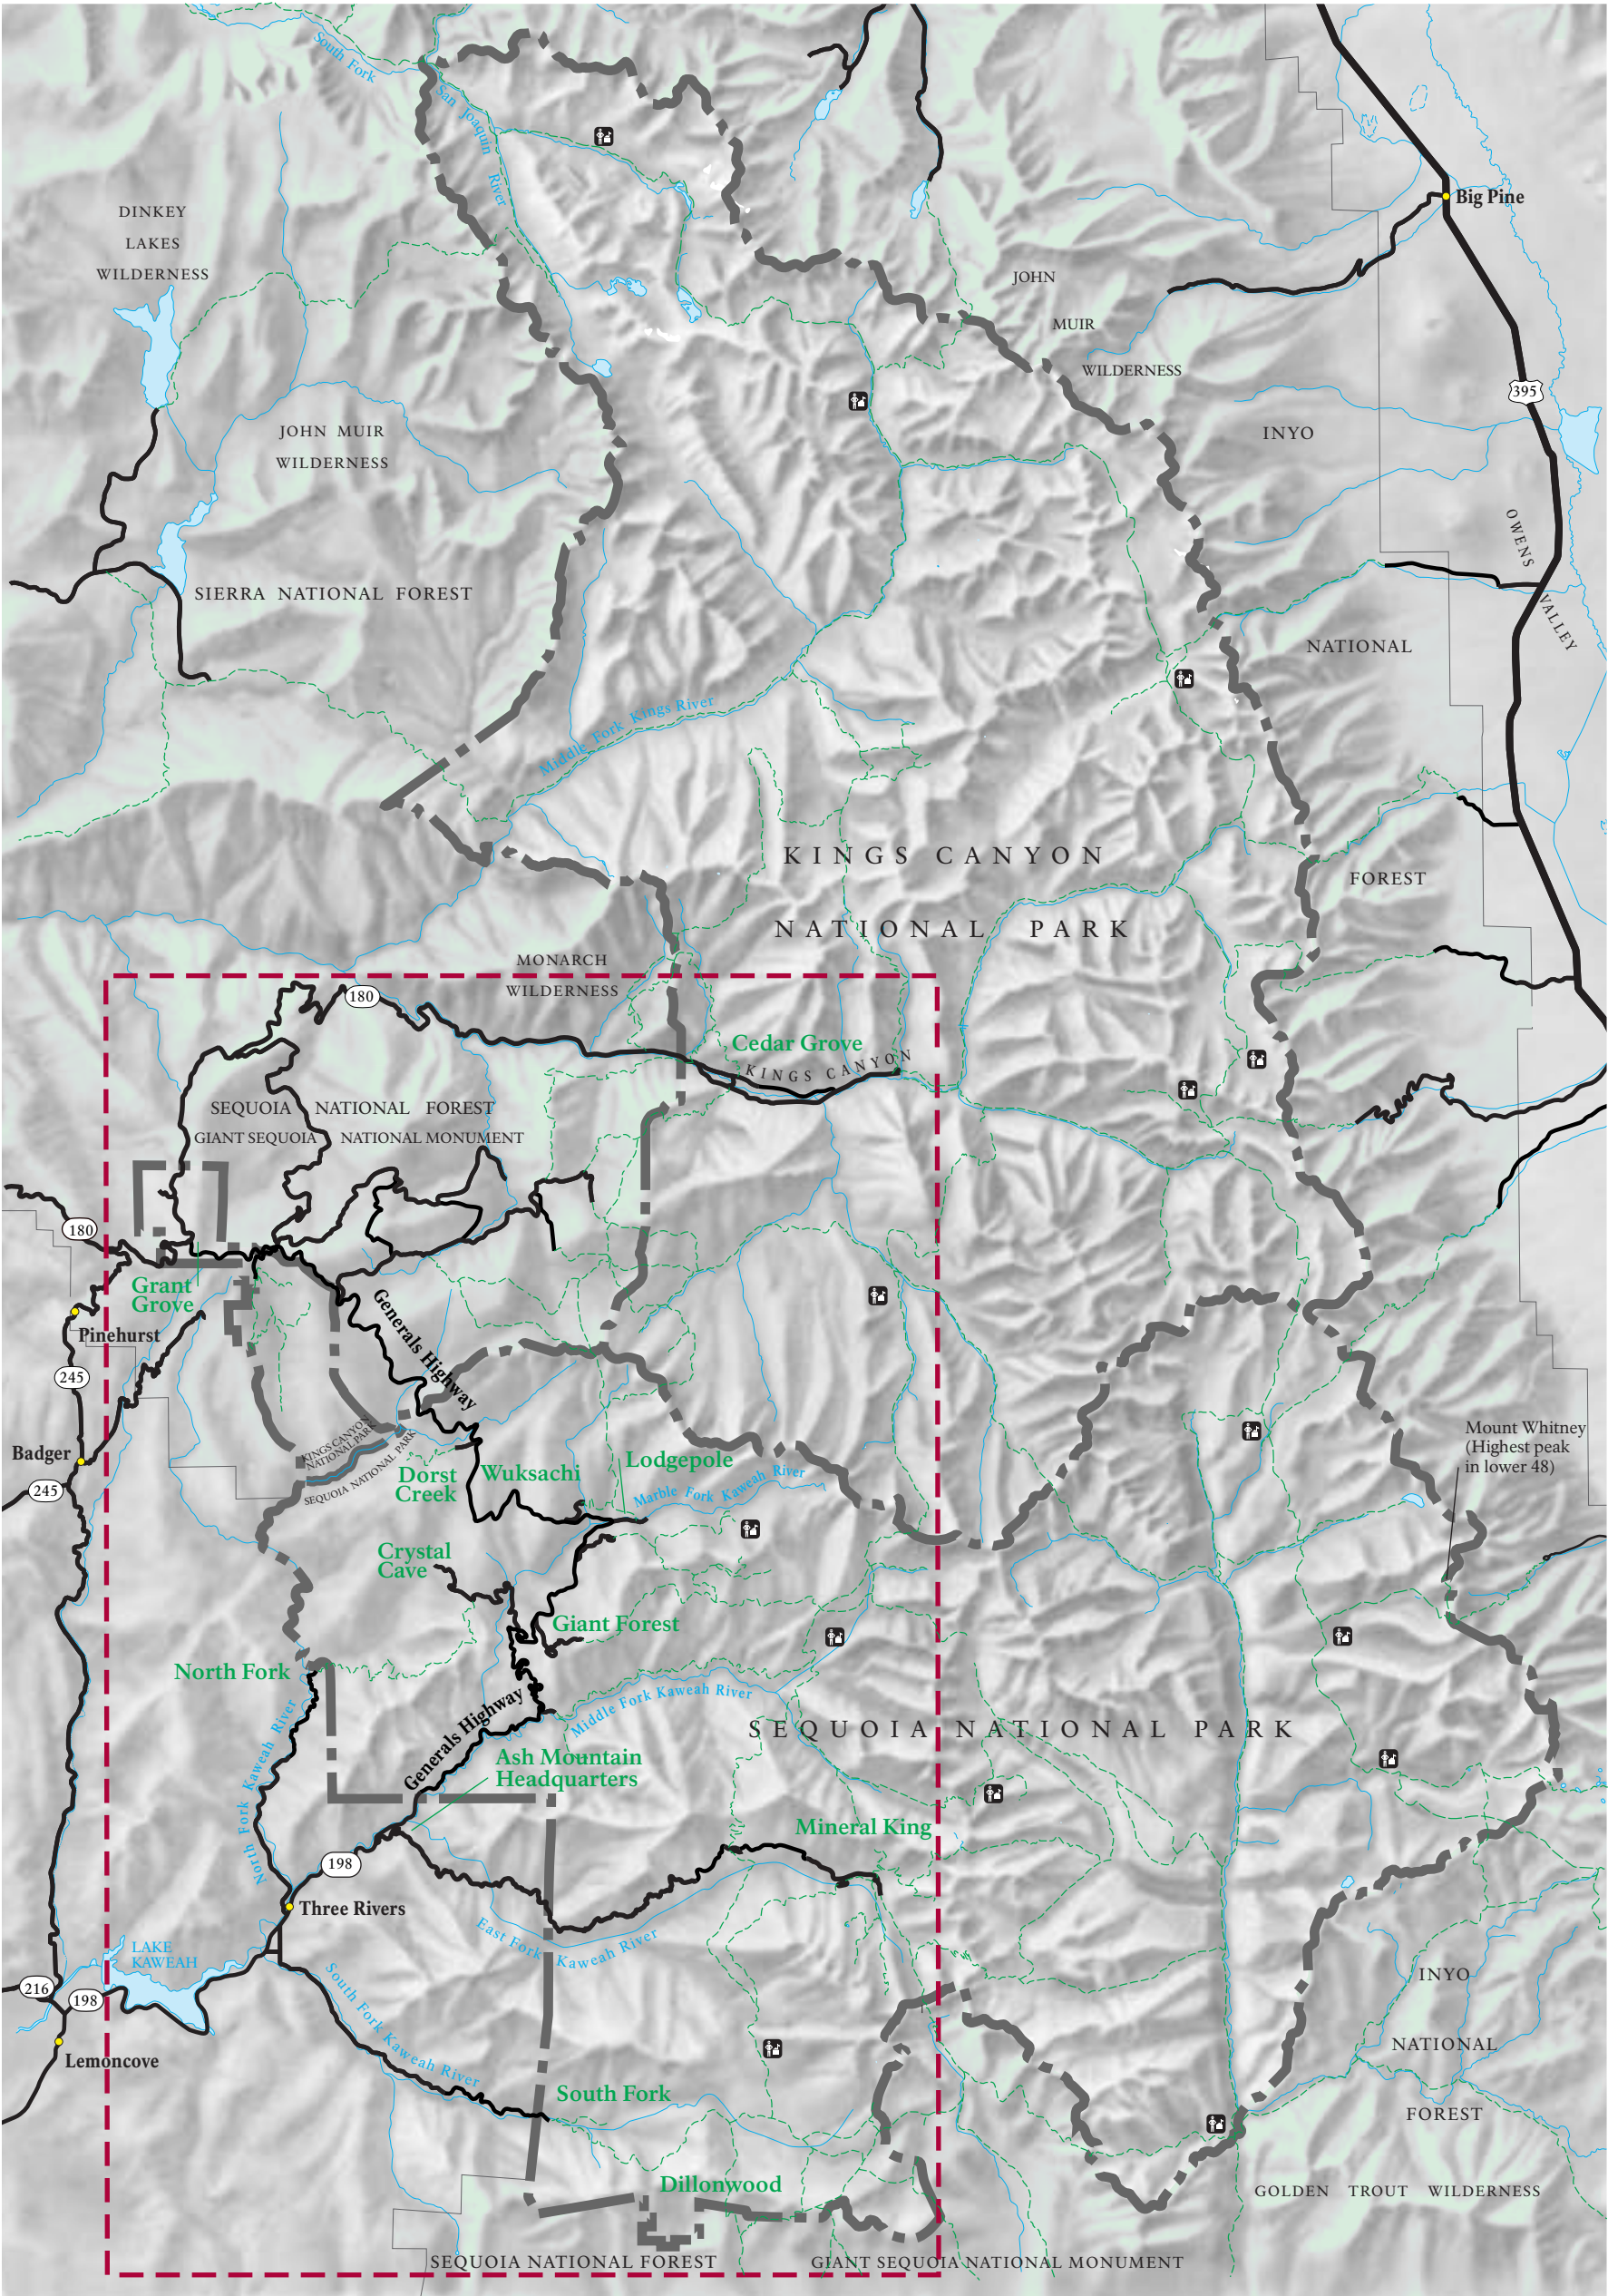 South Fork
San Joaquin
River
Big Pine
DINKEY
LAKES
WILDERNESS
JOHN
MUIR
WILDERNESS
395
JOHN MUIR
WILDERNESS
INYO
OWENS
VALLEY
SIERRA NATIONAL FOREST
NATIONAL
Middle Fork Kings River
KINGS CANYON
FOREST
NATIONAL PARK
MONARCH
WILDERNESS
180
Cedar Grove
KINGS CANYON
SEQUOIA NATIONAL FOREST
GIANT SEQUOIA NATIONAL MONUMENT
180
Grant
Grove
Generals Highway
Pinehurst
245
KINGS CANYON
NATIONAL PARK
SEQUOIA NATIONAL PARK
Mount Whitney
(Highest peak
in lower 48)
Badger
Lodgepole
Dorst
Creek
Wuksachi
245
Marble Fork Kaweah River
Crystal
Cave
Giant Forest
North Fork
Middle Fork Kaweah River
Generals Highway
North Fork Kaweah River
SEQUOIA NATIONAL PARK
Ash Mountain
Headquarters
Mineral King
198
Three Rivers
East Fork Kaweah River
LAKE
KAWEAH
South Fork Kaweah River
216
198
INYO
NATIONAL
Lemoncove
South Fork
FOREST
Dillonwood
GOLDEN TROUT WILDERNESS
SEQUOIA NATIONAL FOREST
GIANT SEQUOIA NATIONAL MONUMENT